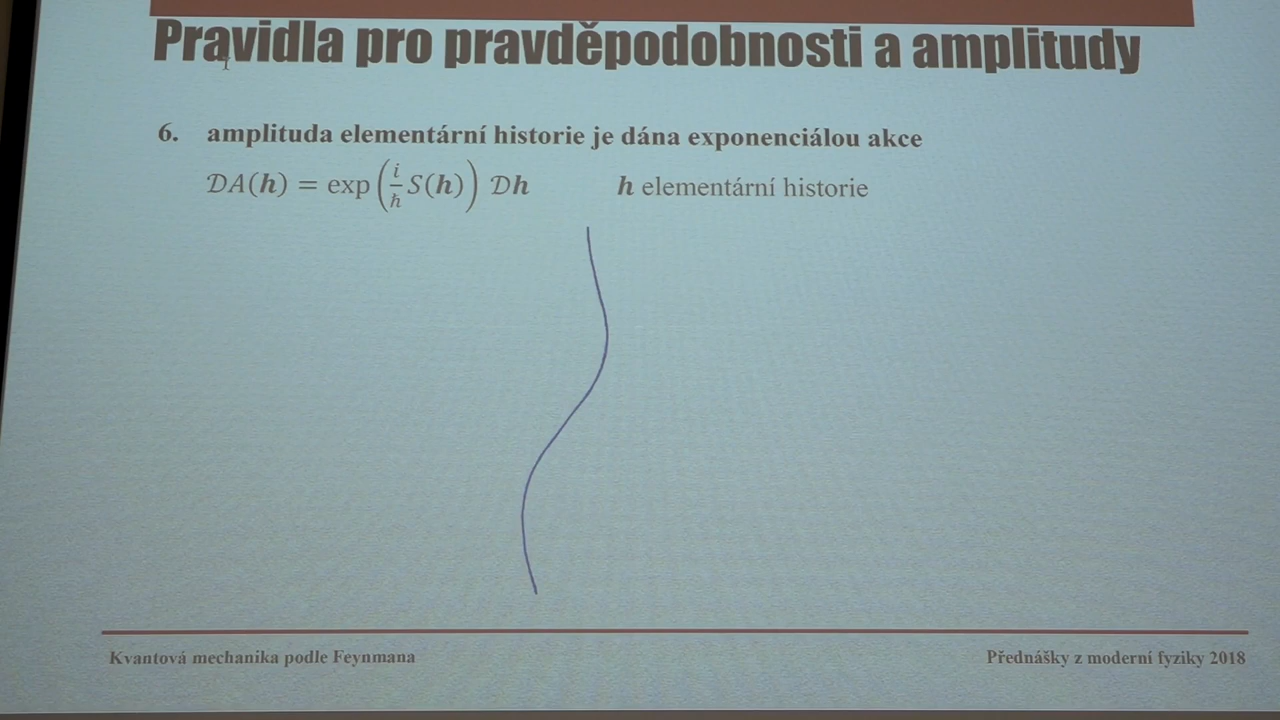 Pravidla pro pravděpodobnosti a amplitudy
6. amplituda elementární historie je dána exponenciálou akce
𝒟A(h) = exp(i/ħ S(h)) 𝒟h h elementární historie
Kvantová mechanika podle Feynmana Přednášky z moderní fyziky 2018